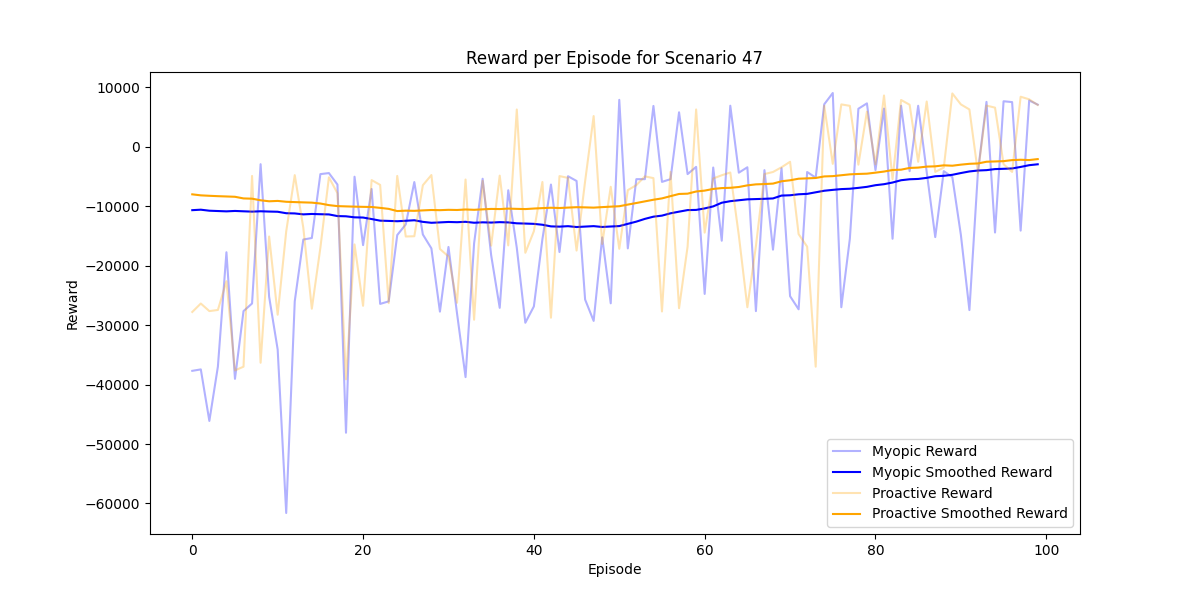 Reward per Episode for Scenario 47
10000
0
−10000
−20000
−30000
−40000
−50000
−60000
Reward
0 20 40 60 80 100
Episode
Myopic Reward
Myopic Smoothed Reward
Proactive Reward
Proactive Smoothed Reward